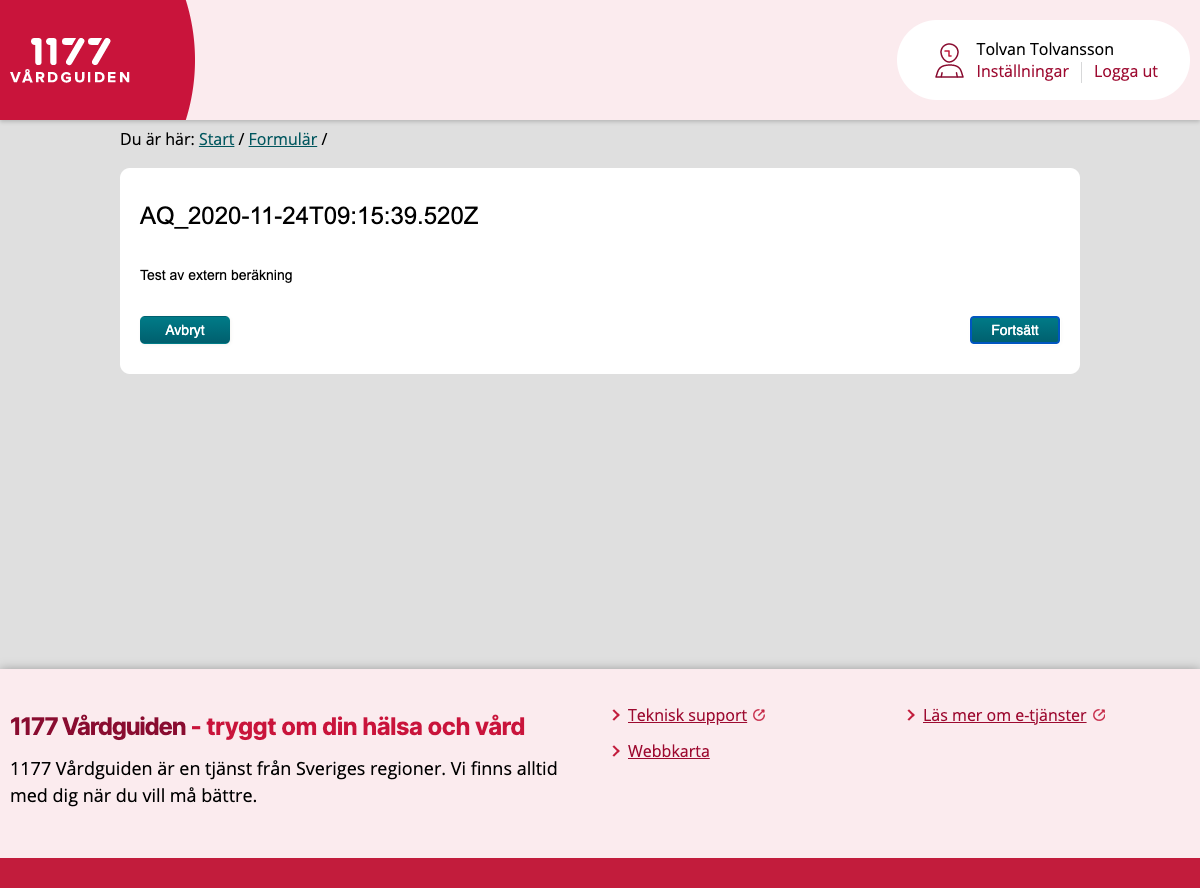 1177
VÅRDGUIDEN
Tolvan Tolvansson
Inställningar Logga ut
Du är här: Start / Formulär /
AQ_2020-11-24T09:15:39.520Z
Test av extern beräkning
Avbryt Fortsätt
1177 Vårdguiden - tryggt om din hälsa och vård
1177 Vårdguiden är en tjänst från Sveriges regioner. Vi finns alltid
med dig när du vill må bättre.
Teknisk support
Webbkarta
Läs mer om e-tjänster